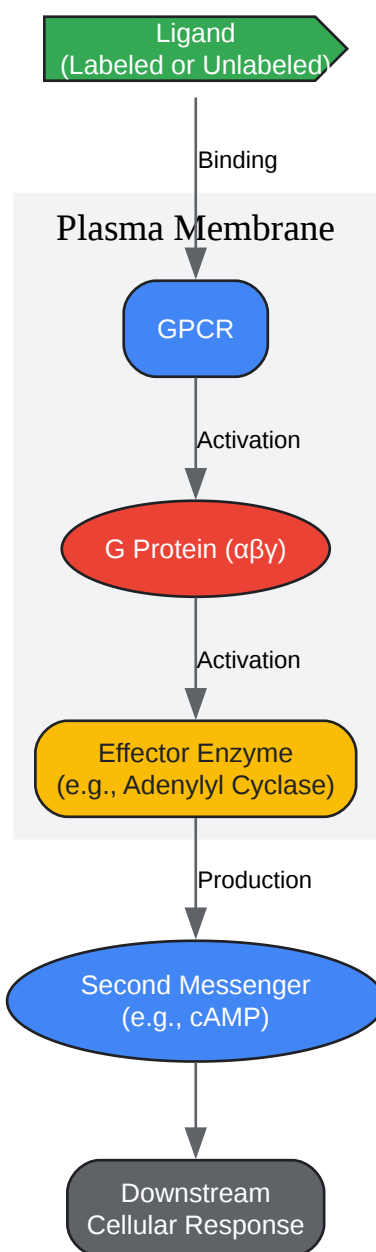 Ligand
(Labeled or Unlabeled)
Binding
Plasma Membrane
GPCR
Activation
G Protein (αβγ)
Activation
Effector Enzyme
(e.g., Adenylyl Cyclase)
Production
Second Messenger
(e.g., cAMP)
Downstream
Cellular Response